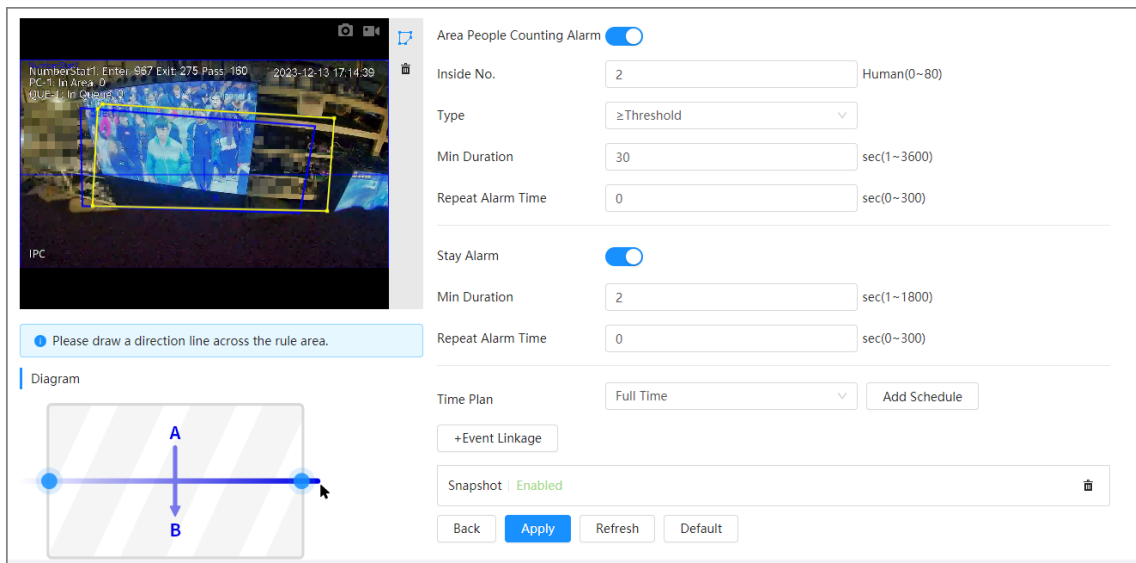 NumberStat1: Enter: 967 Exit: 275 Pass: 160
2023-12-13 17:14:39
PC-1: In Area: 0
QUE-1: In Queue: 0
IPC
Please draw a direction line across the rule area.
Diagram
A
B
Area People Counting Alarm
Inside No. 2 Human(0~80)
Type ≥Threshold
Min Duration 30 sec(1~3600)
Repeat Alarm Time 0 sec(0~300)
Stay Alarm
Min Duration 2 sec(1~1800)
Repeat Alarm Time 0 sec(0~300)
Time Plan Full Time Add Schedule
+Event Linkage
Snapshot Enabled
Back Apply Refresh Default